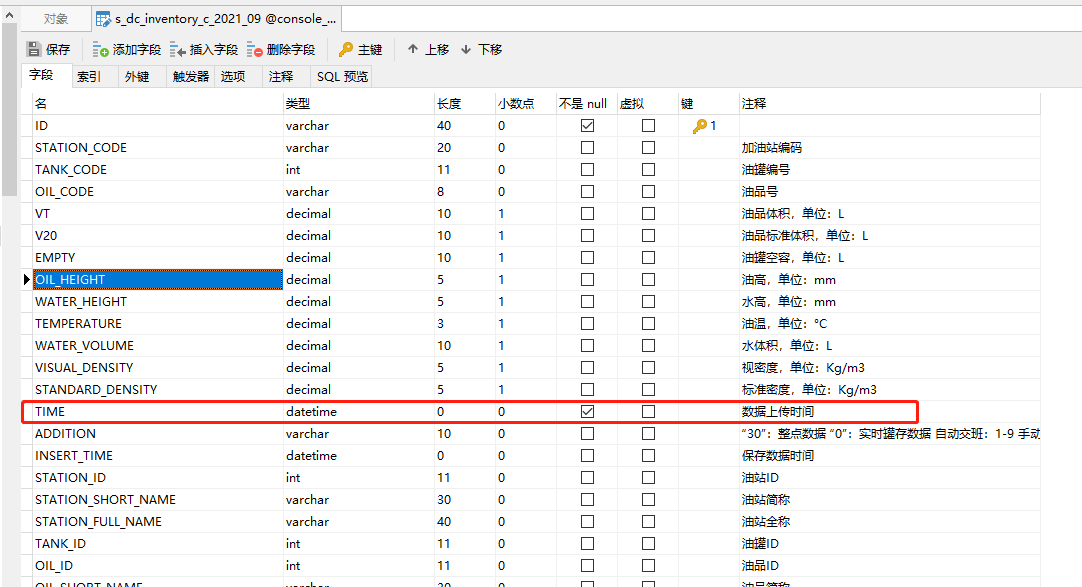 对象 s_dc_inventory_c_2021_09 @console_...
保存 添加字段 插入字段 删除字段 主键 上移 下移
字段 索引 外键 触发器 选项 注释 SQL 预览
名 类型 长度 小数点 不是 null 虚拟 键 注释
ID varchar 40 0 1
STATION_CODE varchar 20 0 加油站编码
TANK_CODE int 11 0 油罐编号
OIL_CODE varchar 8 0 油品号
VT decimal 10 1 油品体积，单位：L
V20 decimal 10 1 油品标准体积，单位：L
EMPTY decimal 10 1 油罐空容，单位：L
OIL_HEIGHT decimal 5 1 油高，单位：mm
WATER_HEIGHT decimal 5 1 水高，单位：mm
TEMPERATURE decimal 3 1 油温，单位：℃
WATER_VOLUME decimal 10 1 水体积，单位：L
VISUAL_DENSITY decimal 5 1 视密度，单位：Kg/m3
STANDARD_DENSITY decimal 5 1 标准密度，单位：Kg/m3
TIME datetime 0 0 数据上传时间
ADDITION varchar 10 0 “30”：整点数据 “0”：实时罐存数据 自动交班：1-9 手动
INSERT_TIME datetime 0 0 保存数据时间
STATION_ID int 11 0 油站ID
STATION_SHORT_NAME varchar 30 0 油站简称
STATION_FULL_NAME varchar 40 0 油站全称
TANK_ID int 11 0 油罐ID
OIL_ID int 11 0 油品ID
OIL_SHORT_NAME varchar 30 0 油品简称